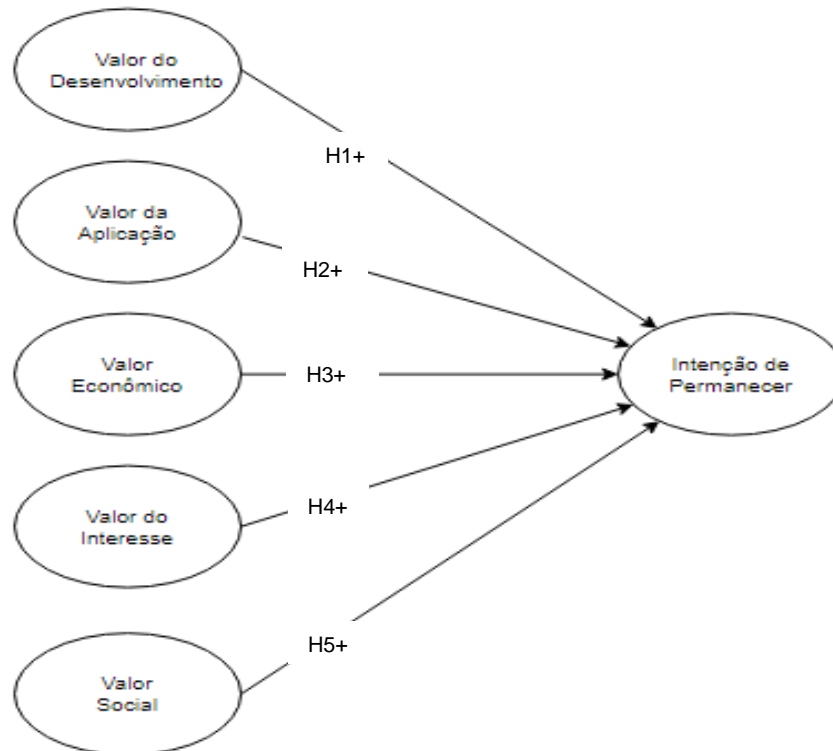 Valor do
Desenvolvimento
H1+
Valor da
Aplicação
H2+
Valor
Econômico
H3+
Intenção de
Permanecer
Valor do
Interesse
H4+
Valor
Social
H5+